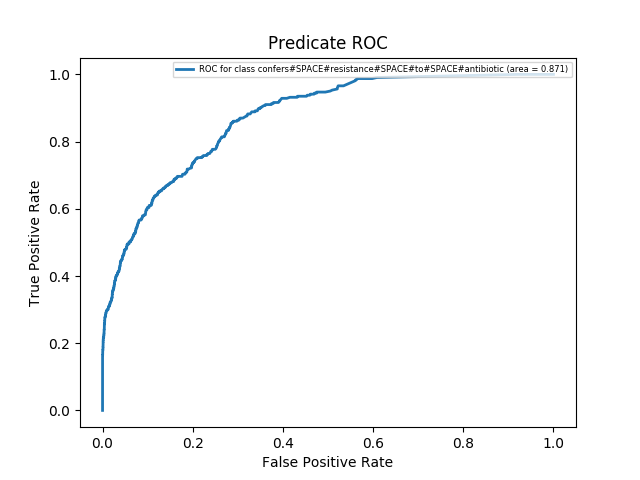 Predicate ROC
ROC for class confers#SPACE#resistance#SPACE#to#SPACE#antibiotic (area = 0.871)
1.0
0.8
0.6
0.4
0.2
0.0
True Positive Rate
0.0 0.2 0.4 0.6 0.8 1.0
False Positive Rate